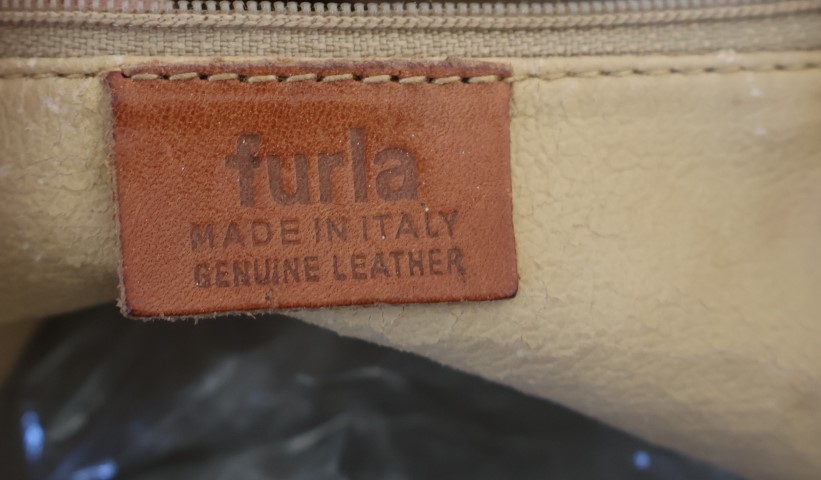 furla
MADE IN ITALY
GENUINE LEATHER